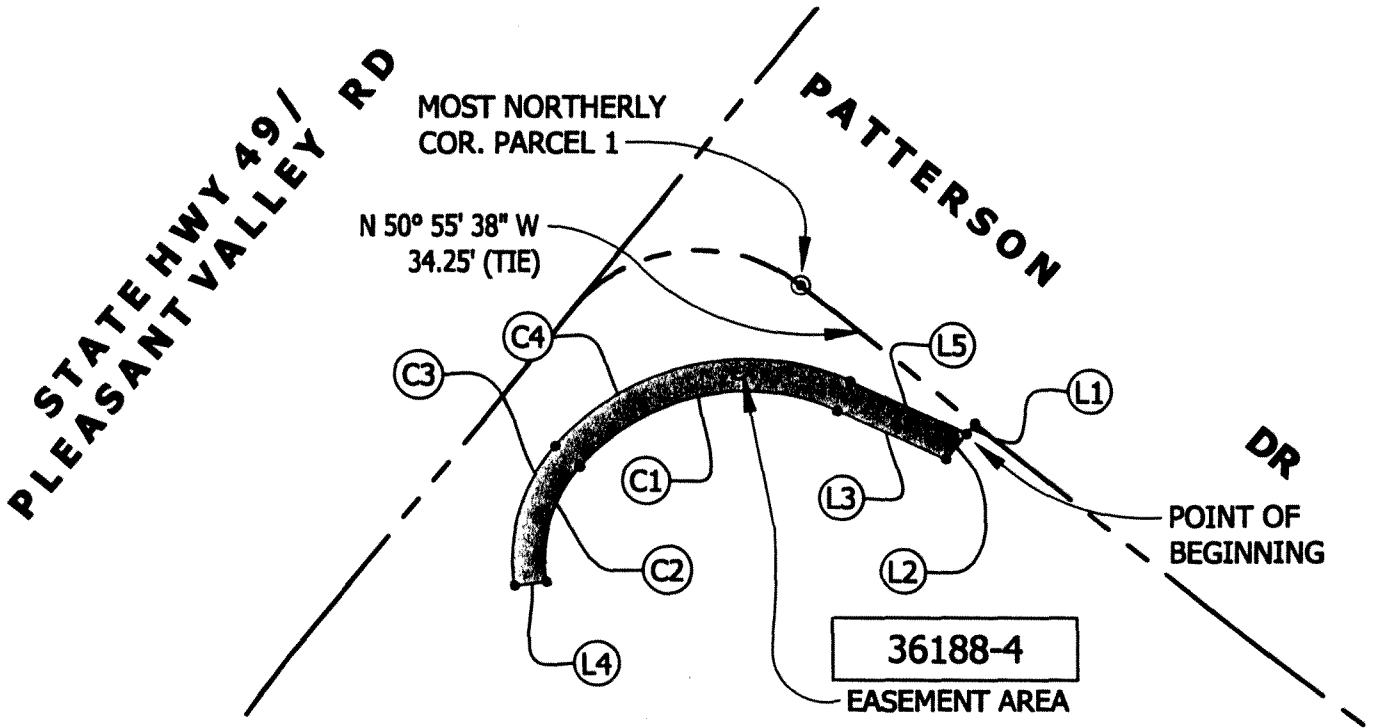 STATE HWY 49/
PLEASANT VALLEY RD
MOST NORTHERLY
COR. PARCEL 1
PATTERSON
DR
N 50° 55' 38" W
34.25' (TIE)
C4
L5
C3
L1
C1
L3
POINT OF
BEGINNING
C2
L2
36188-4
L4
EASEMENT AREA